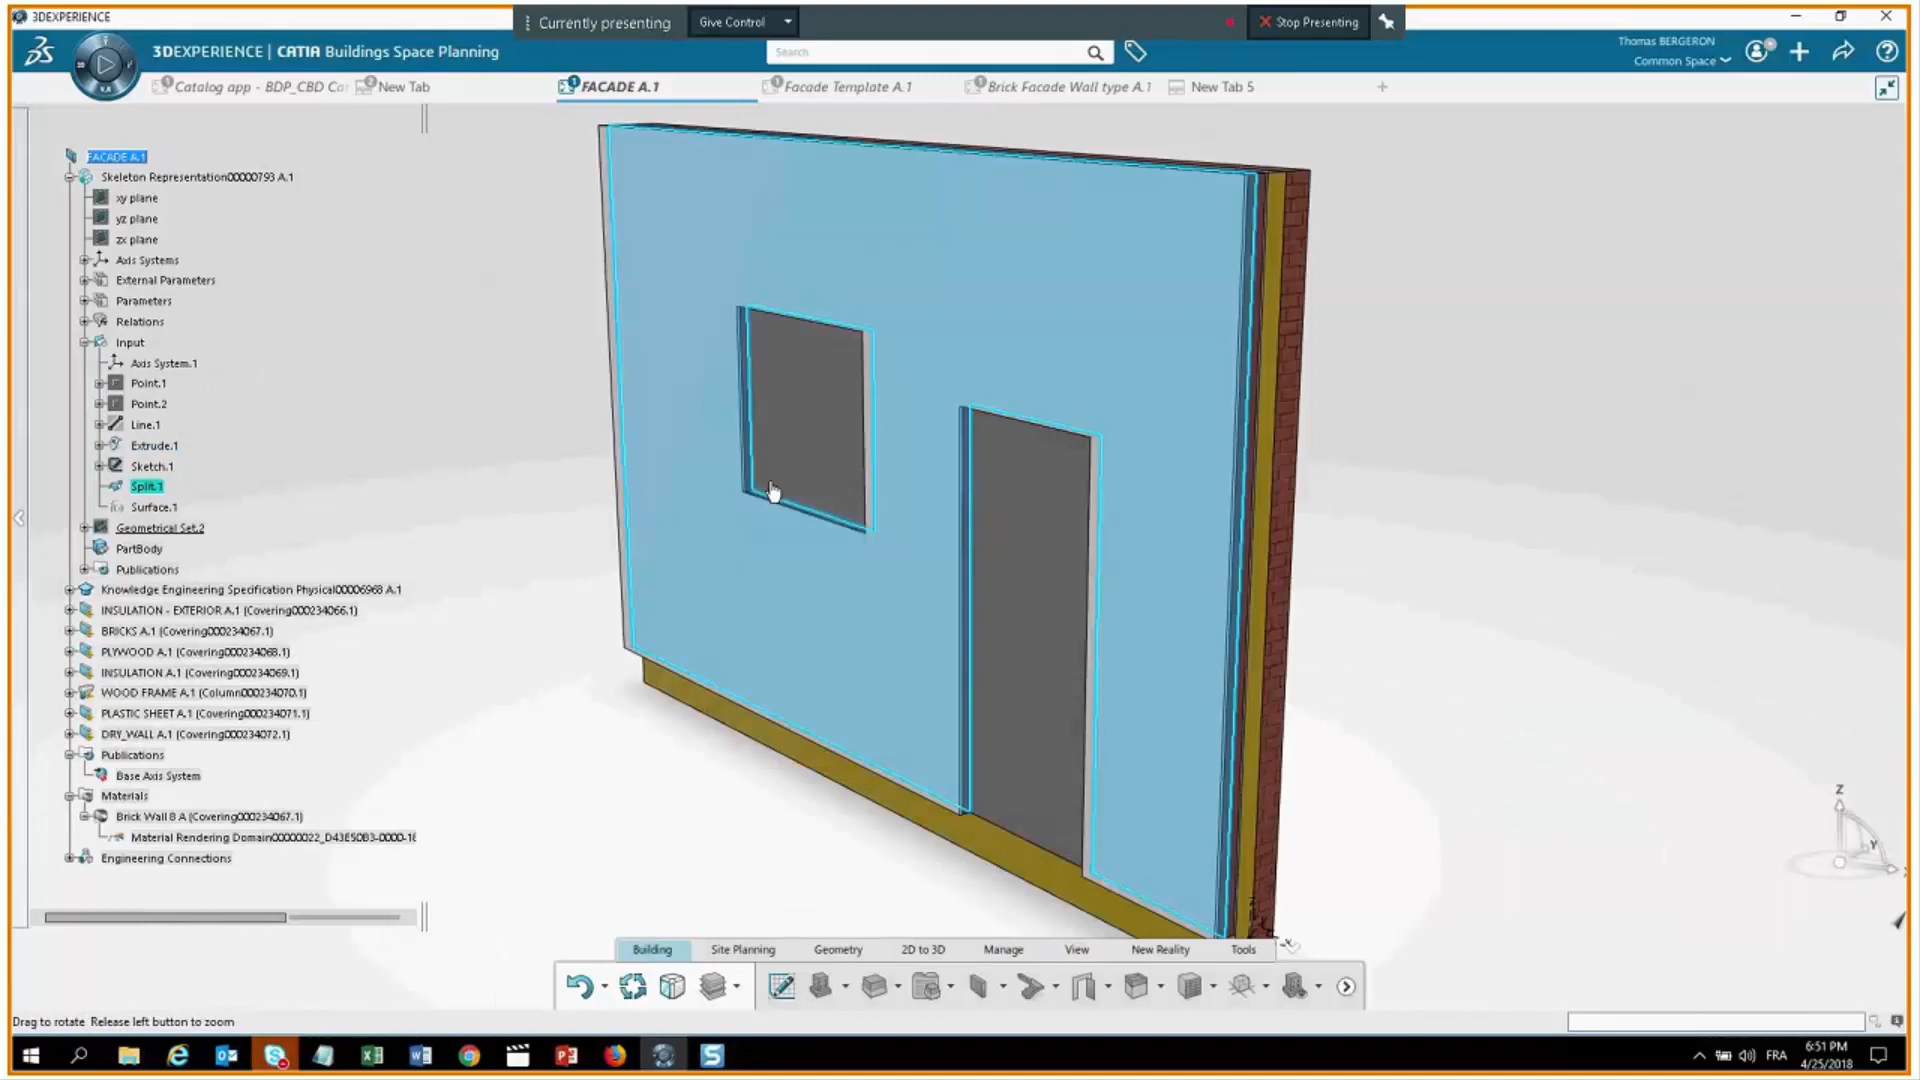 3DEXPERIENCE
Currently presenting
Give Control
Stop Presenting
3DEXPERIENCE | CATIA Buildings Space Planning
Search
Thomas BERGERON
Common Space
Catalog app - BDP_CBD Ca
New Tab
FACADE A.1
Facade Template A.1
Brick Facade Wall type A.1
New Tab 5
FACADE A.1
Skeleton Representation00000793 A.1
xy plane
yz plane
zx plane
Axis Systems
External Parameters
Parameters
Relations
Input
Axis System.1
Point.1
Point.2
Line.1
Extrude.1
Sketch.1
Split.1
Surface.1
Geometrical Set.2
PartBody
Publications
Knowledge Engineering Specification Physical00006968 A.1
INSULATION - EXTERIOR A.1 (Covering000234066.1)
BRICKS A.1 (Covering000234067.1)
PLYWOOD A.1 (Covering000234068.1)
INSULATION A.1 (Covering000234069.1)
WOOD FRAME A.1 (Column000234070.1)
PLASTIC SHEET A.1 (Covering000234071.1)
DRY_WALL A.1 (Covering000234072.1)
Publications
Base Axis System
Materials
Brick Wall 8 A (Covering000234067.1)
Material Rendering Domain00000022_D43E50B3-0000-18
Engineering Connections
Z
Y
Building
Site Planning
Geometry
2D to 3D
Manage
View
New Reality
Tools
Drag to rotate Release left button to zoom
FRA
6:51 PM
4/25/2018